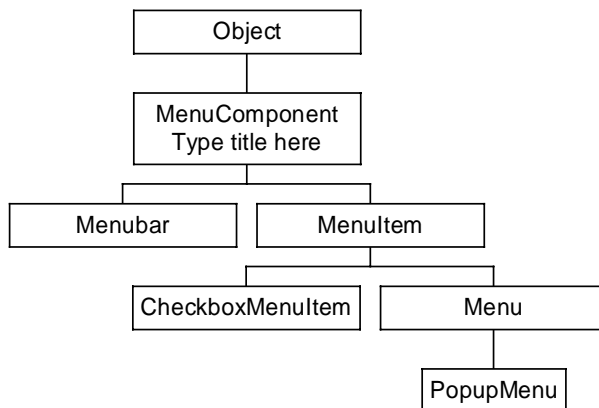 Object
MenuComponent
Type title here
Menubar
MenuItem
CheckboxMenuItem
Menu
PopupMenu